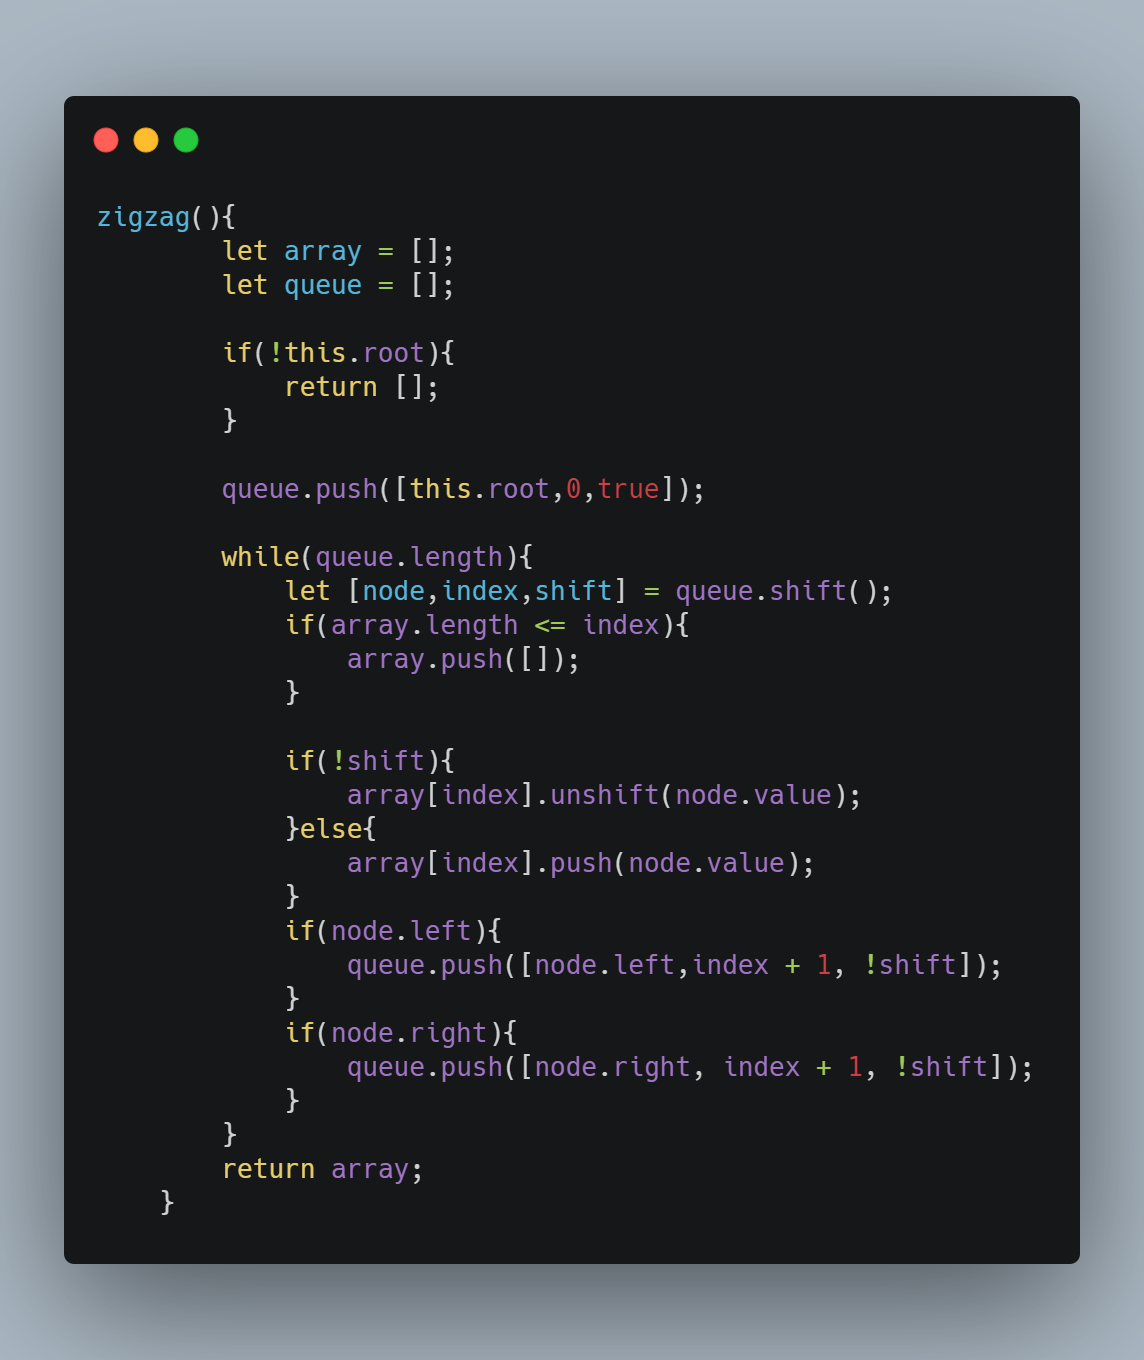 zigzag(){
        let array = [];
        let queue = [];

        if(!this.root){
            return [];
        }

        queue.push([this.root,0,true]);

        while(queue.length){
            let [node,index,shift] = queue.shift();
            if(array.length <= index){
                array.push([]);
            }

            if(!shift){
                array[index].unshift(node.value);
            }else{
                array[index].push(node.value);
            }
            if(node.left){
                queue.push([node.left,index + 1, !shift]);
            }
            if(node.right){
                queue.push([node.right, index + 1, !shift]);
            }
        }
        return array;
    }